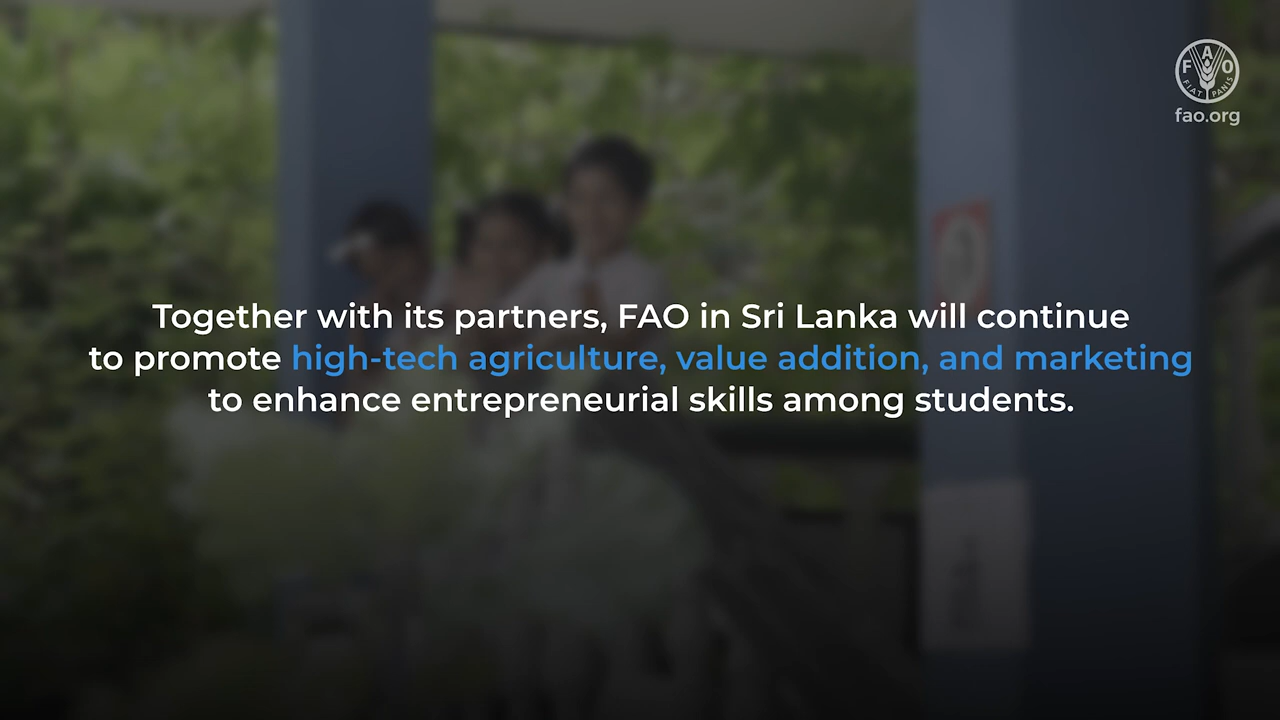 FAO
FIAT PANIS
fao.org
Together with its partners, FAO in Sri Lanka will continue
to promote high-tech agriculture, value addition, and marketing
to enhance entrepreneurial skills among students.